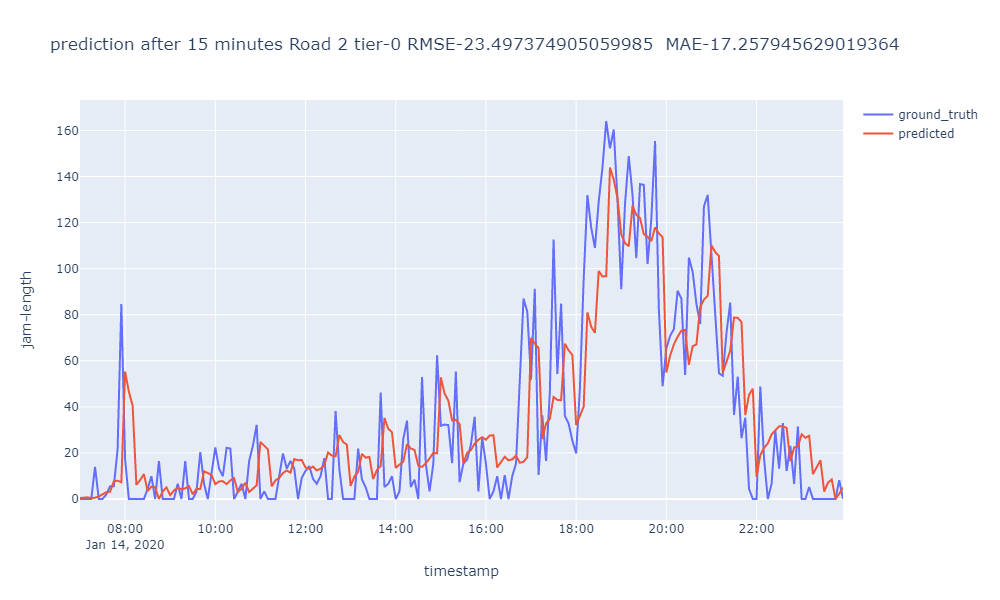 prediction after 15 minutes Road 2 tier-0 RMSE-23.497374905059985  MAE-17.257945629019364
ground_truth
predicted
160
140
120
100
80
60
40
20
0
jam-length
08:00 10:00 12:00 14:00 16:00 18:00 20:00 22:00
Jan 14, 2020
timestamp